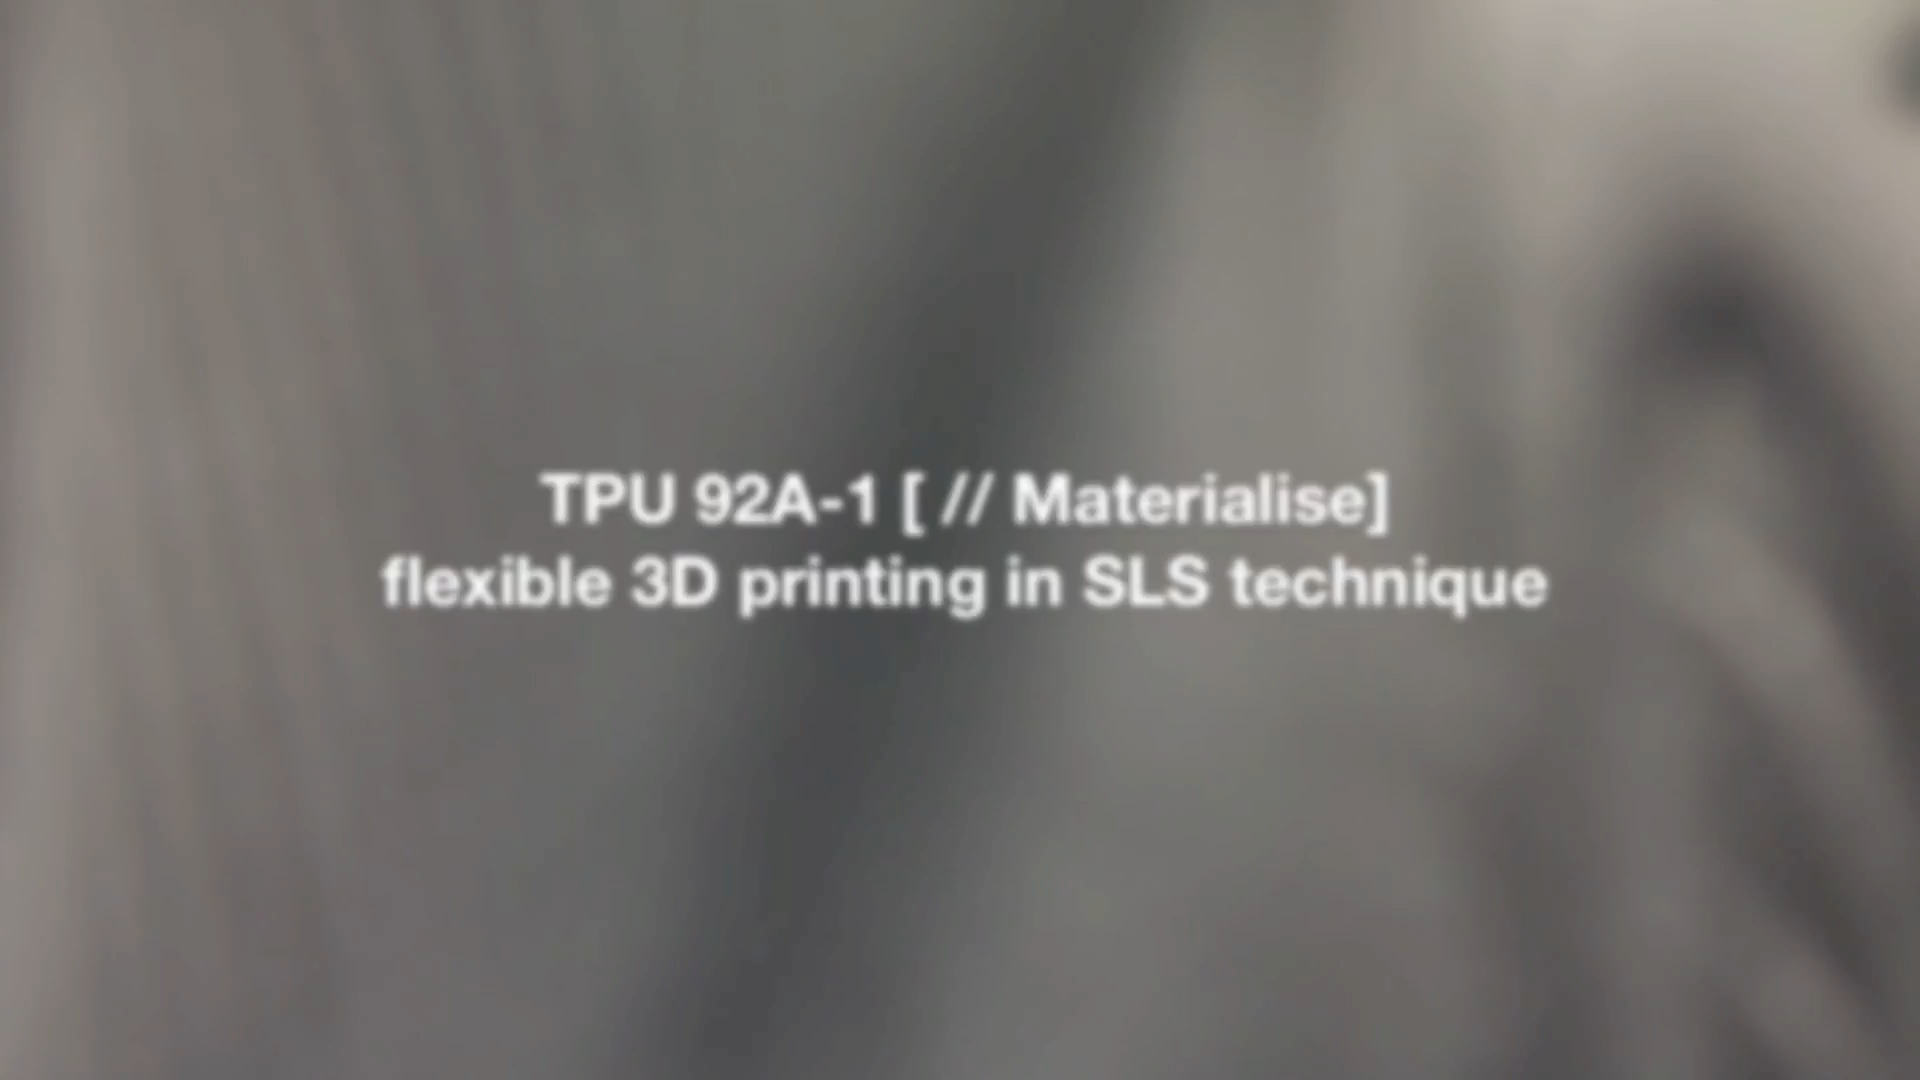 TPU 92A-1 [ // Materialise]
flexible 3D printing in SLS technique